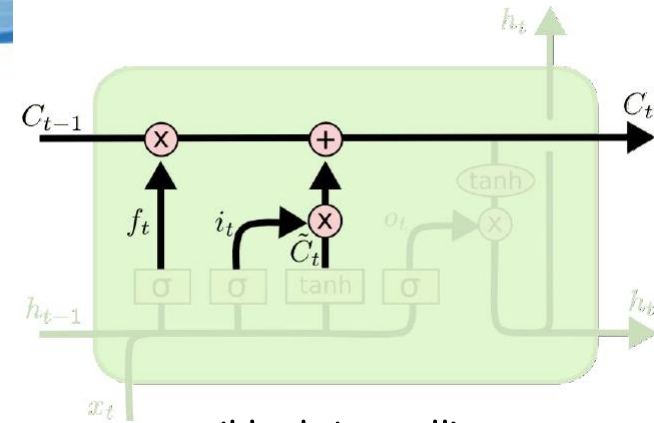 h_t
C_{t-1} × + C_t
tanh
f_t i_t × o_t ×
C̃_t
σ σ tanh σ
h_{t-1} h_t
x_t